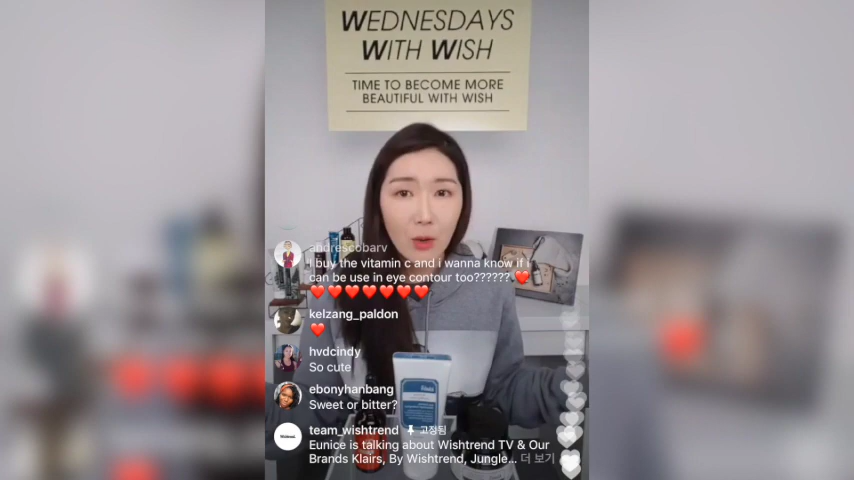 WEDNESDAYS
WITH WISH
TIME TO BECOME MORE
BEAUTIFUL WITH WISH
andrescobarv
I buy the vitamin c and i wanna know if i
can be use in eye contour too?????? ❤️
❤️❤️❤️❤️❤️❤️❤️
kelzang_paldon
❤️
hvdcindy
So cute
ebonyhanbang
Sweet or bitter?
Klairs
Wishtrend.
team_wishtrend 📌 고정됨
Eunice is talking about Wishtrend TV & Our
Brands Klairs, By Wishtrend, Jungle... 더 보기